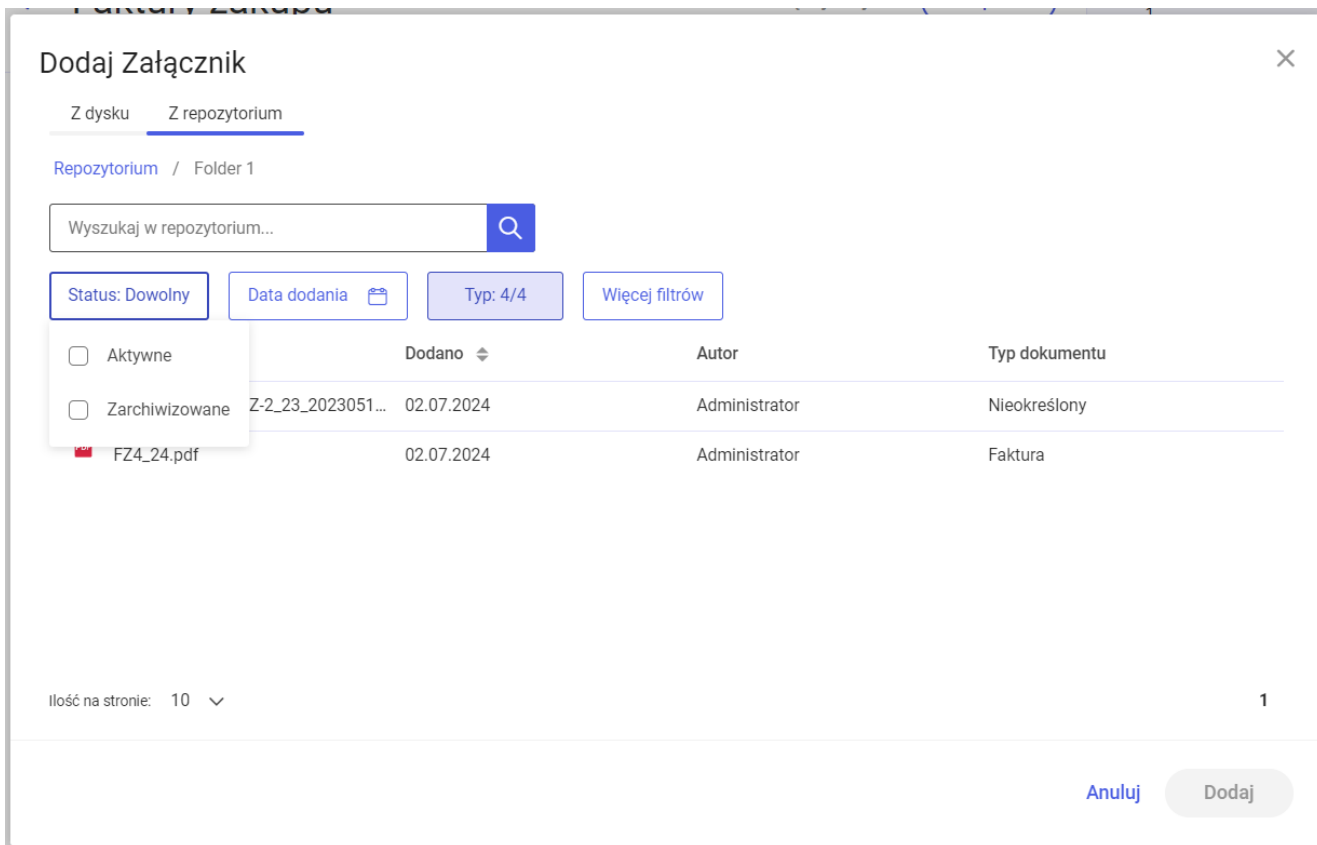 Faktury zakupu
Dodaj Załącznik
Z dysku Z repozytorium
Repozytorium / Folder 1
Wyszukaj w repozytorium...
Status: Dowolny Data dodania Typ: 4/4 Więcej filtrów
Aktywne Dodano Autor Typ dokumentu
Zarchiwizowane Z-2_23_2023051... 02.07.2024 Administrator Nieokreślony
FZ4_24.pdf 02.07.2024 Administrator Faktura
Ilość na stronie: 10 1
Anuluj Dodaj